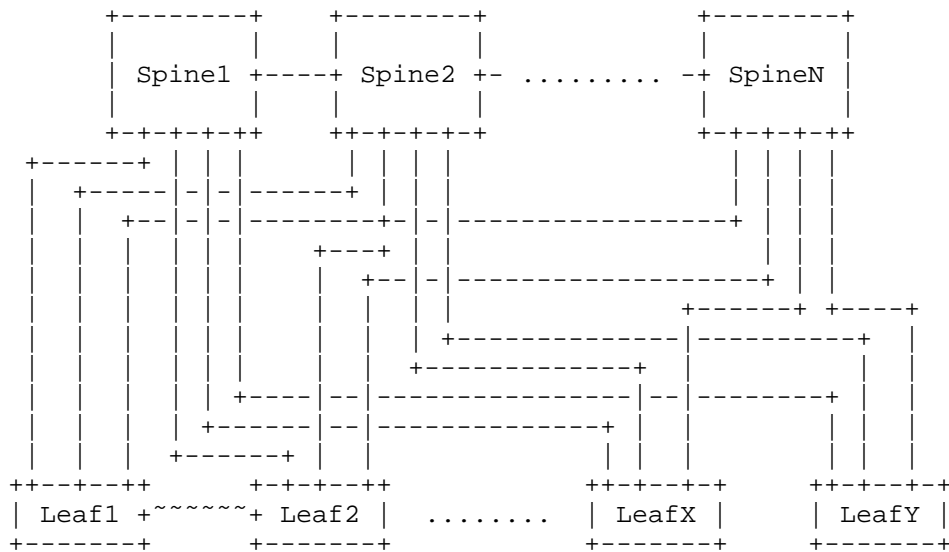 Spine1 Spine2 ......... SpineN
Leaf1 ~~~~~~ Leaf2 ........ LeafX LeafY